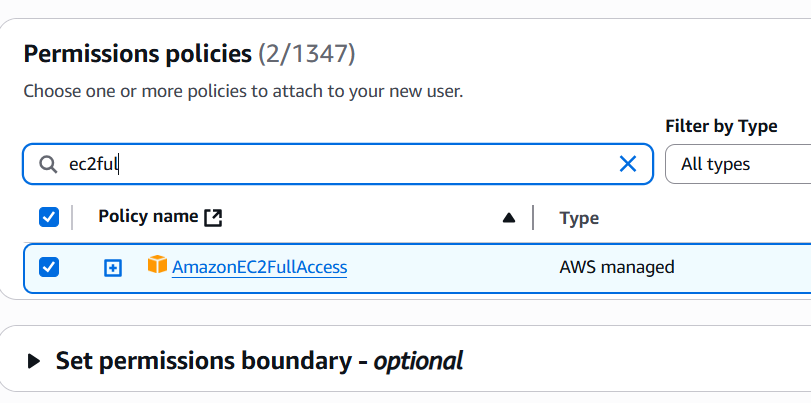 Permissions policies (2/1347)
Choose one or more policies to attach to your new user.
Filter by Type
ec2ful
All types
Policy name
Type
AmazonEC2FullAccess
AWS managed
Set permissions boundary - optional